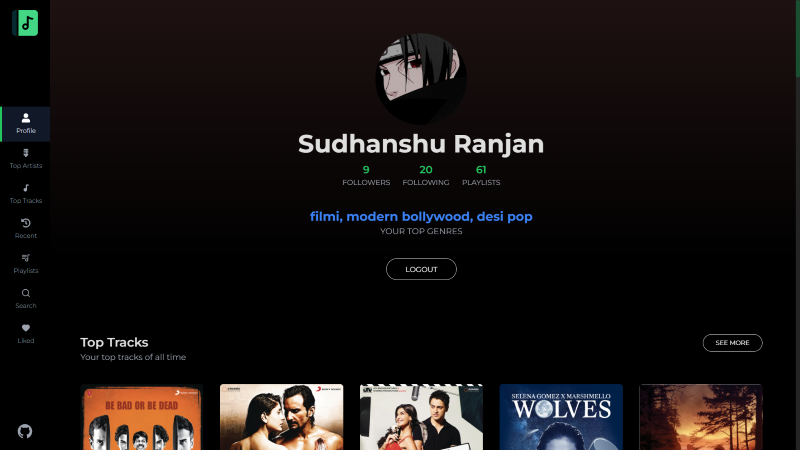 Profile
Top Artists
Top Tracks
Recent
Playlists
Search
Liked
Sudhanshu Ranjan
9 20 61
FOLLOWERS FOLLOWING PLAYLISTS
filmi, modern bollywood, desi pop
YOUR TOP GENRES
LOGOUT
Top Tracks
SEE MORE
Your top tracks of all time
BE BAD OR BE DEAD
SELENA GOMEZ X MARSHMELLO
WOLVES